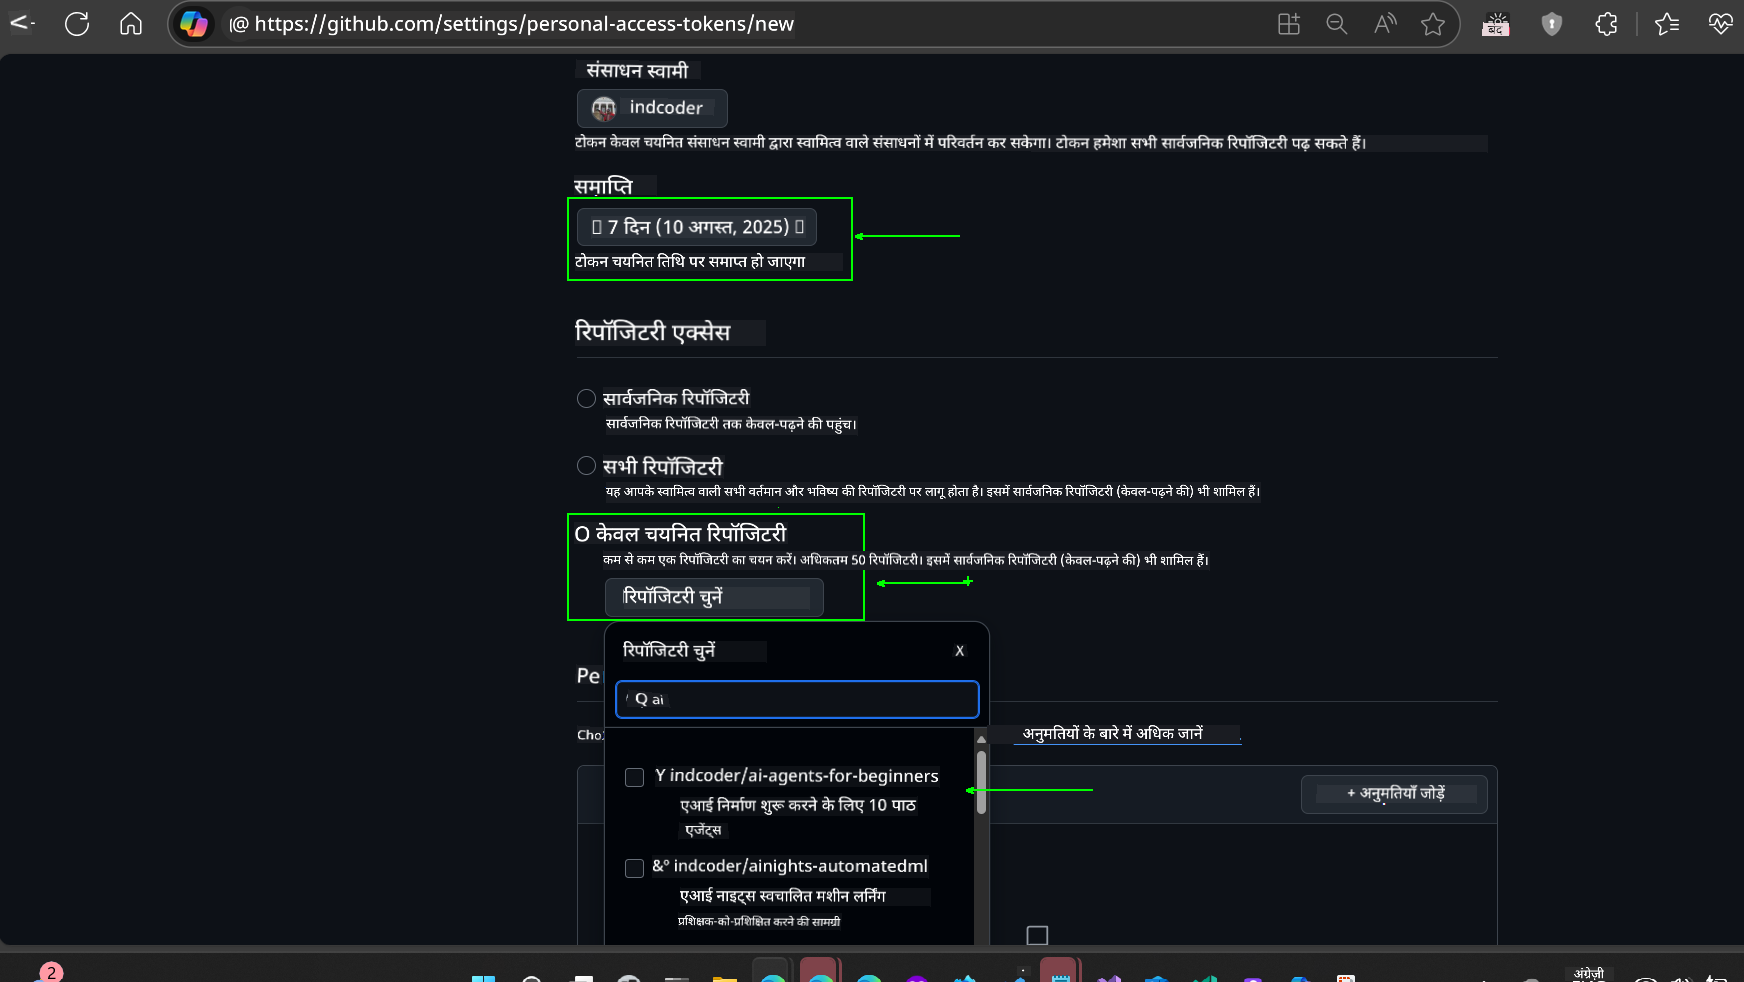 @ https://github.com/settings/personal-access-tokens/new
बंद
संसाधन स्वामी
indcoder
टोकन केवल चयनित संसाधन स्वामी द्वारा स्वामित्व वाले संसाधनों में परिवर्तन कर सकेगा। टोकन हमेशा सभी सार्वजनिक रिपॉजिटरी पढ़ सकते हैं।
समाप्ति
7 दिन (10 अगस्त, 2025)
टोकन चयनित तिथि पर समाप्त हो जाएगा
रिपॉजिटरी एक्सेस
सार्वजनिक रिपॉजिटरी
सार्वजनिक रिपॉजिटरी तक केवल-पढ़ने की पहुंच।
सभी रिपॉजिटरी
यह आपके स्वामित्व वाली सभी वर्तमान और भविष्य की रिपॉजिटरी पर लागू होता है। इसमें सार्वजनिक रिपॉजिटरी (केवल-पढ़ने की) भी शामिल हैं।
O केवल चयनित रिपॉजिटरी
कम से कम एक रिपॉजिटरी का चयन करें। अधिकतम 50 रिपॉजिटरी। इसमें सार्वजनिक रिपॉजिटरी (केवल-पढ़ने की) भी शामिल हैं।
रिपॉजिटरी चुनें
रिपॉजिटरी चुनें X
Pe
Q ai
Cho
अनुमतियों के बारे में अधिक जानें
Y indcoder/ai-agents-for-beginners
+ अनुमतियाँ जोड़ें
एआई निर्माण शुरू करने के लिए 10 पाठ
एजेंट्स
&° indcoder/ainights-automatedml
एआई नाइट्स स्वचालित मशीन लर्निंग
प्रशिक्षक-को-प्रशिक्षित करने की सामग्री
2
अंग्रेज़ी